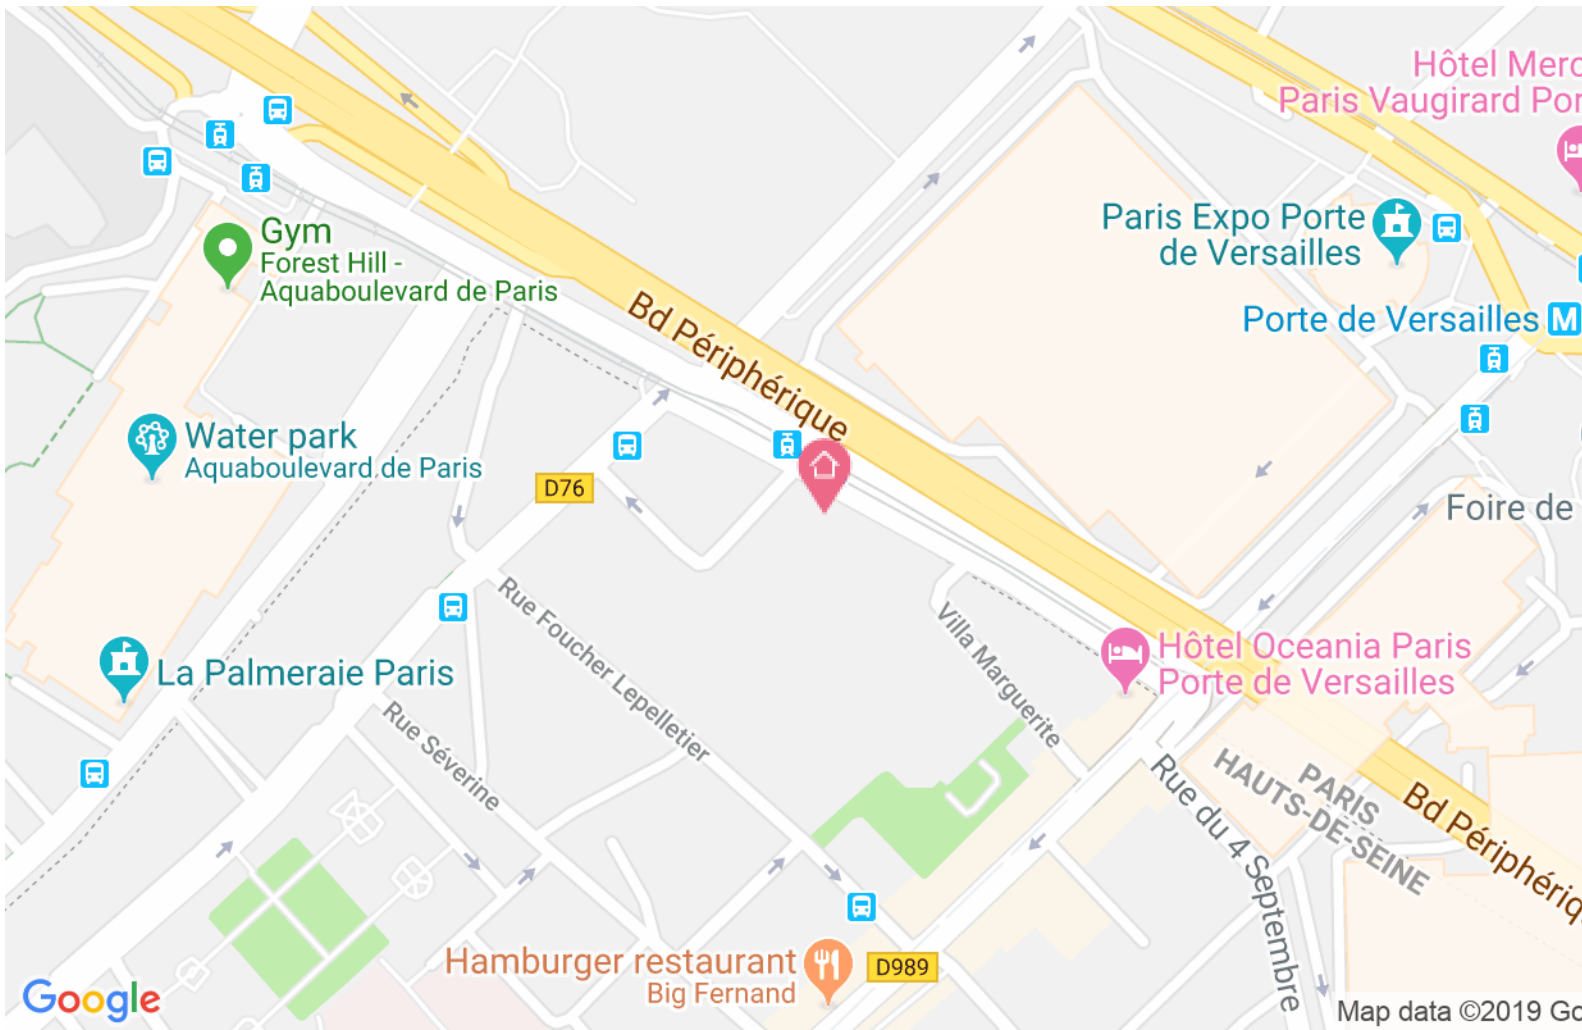 Hôtel Merc
Paris Vaugirard Por
Paris Expo Porte
de Versailles
Gym
Forest Hill -
Aquaboulevard de Paris
Porte de Versailles M
Bd Périphérique
Water park
Aquaboulevard de Paris
D76
Foire de
Rue Foucher Lepelletier
Villa Marguerite
Hôtel Oceania Paris
Porte de Versailles
La Palmeraie Paris
Rue Séverine
Rue du 4 Septembre
PARIS
HAUTS-DE-SEINE
Bd Périphériq
Hamburger restaurant
Big Fernand
D989
Google
Map data ©2019 Go